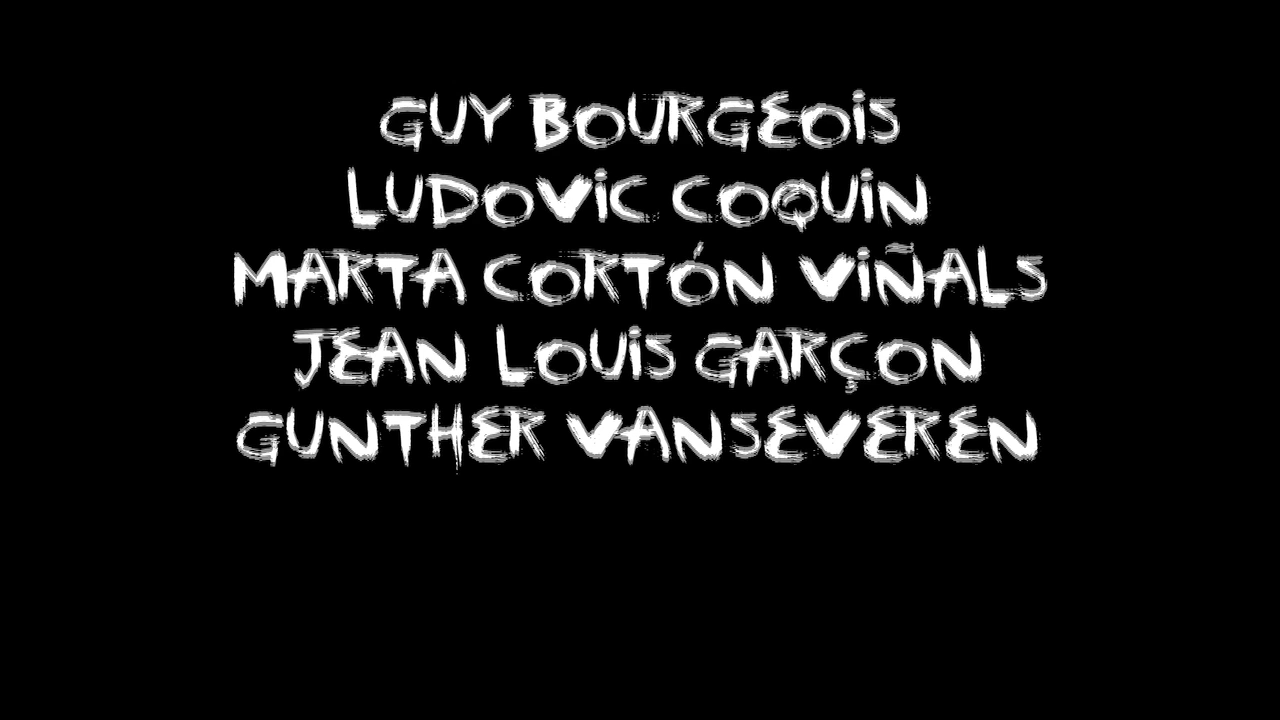 GUY BOURGEOIS
LUDOVIC COQUIN
MARTA CORTÓN VIÑALS
JEAN LOUIS GARÇON
GUNTHER VANSEVEREN